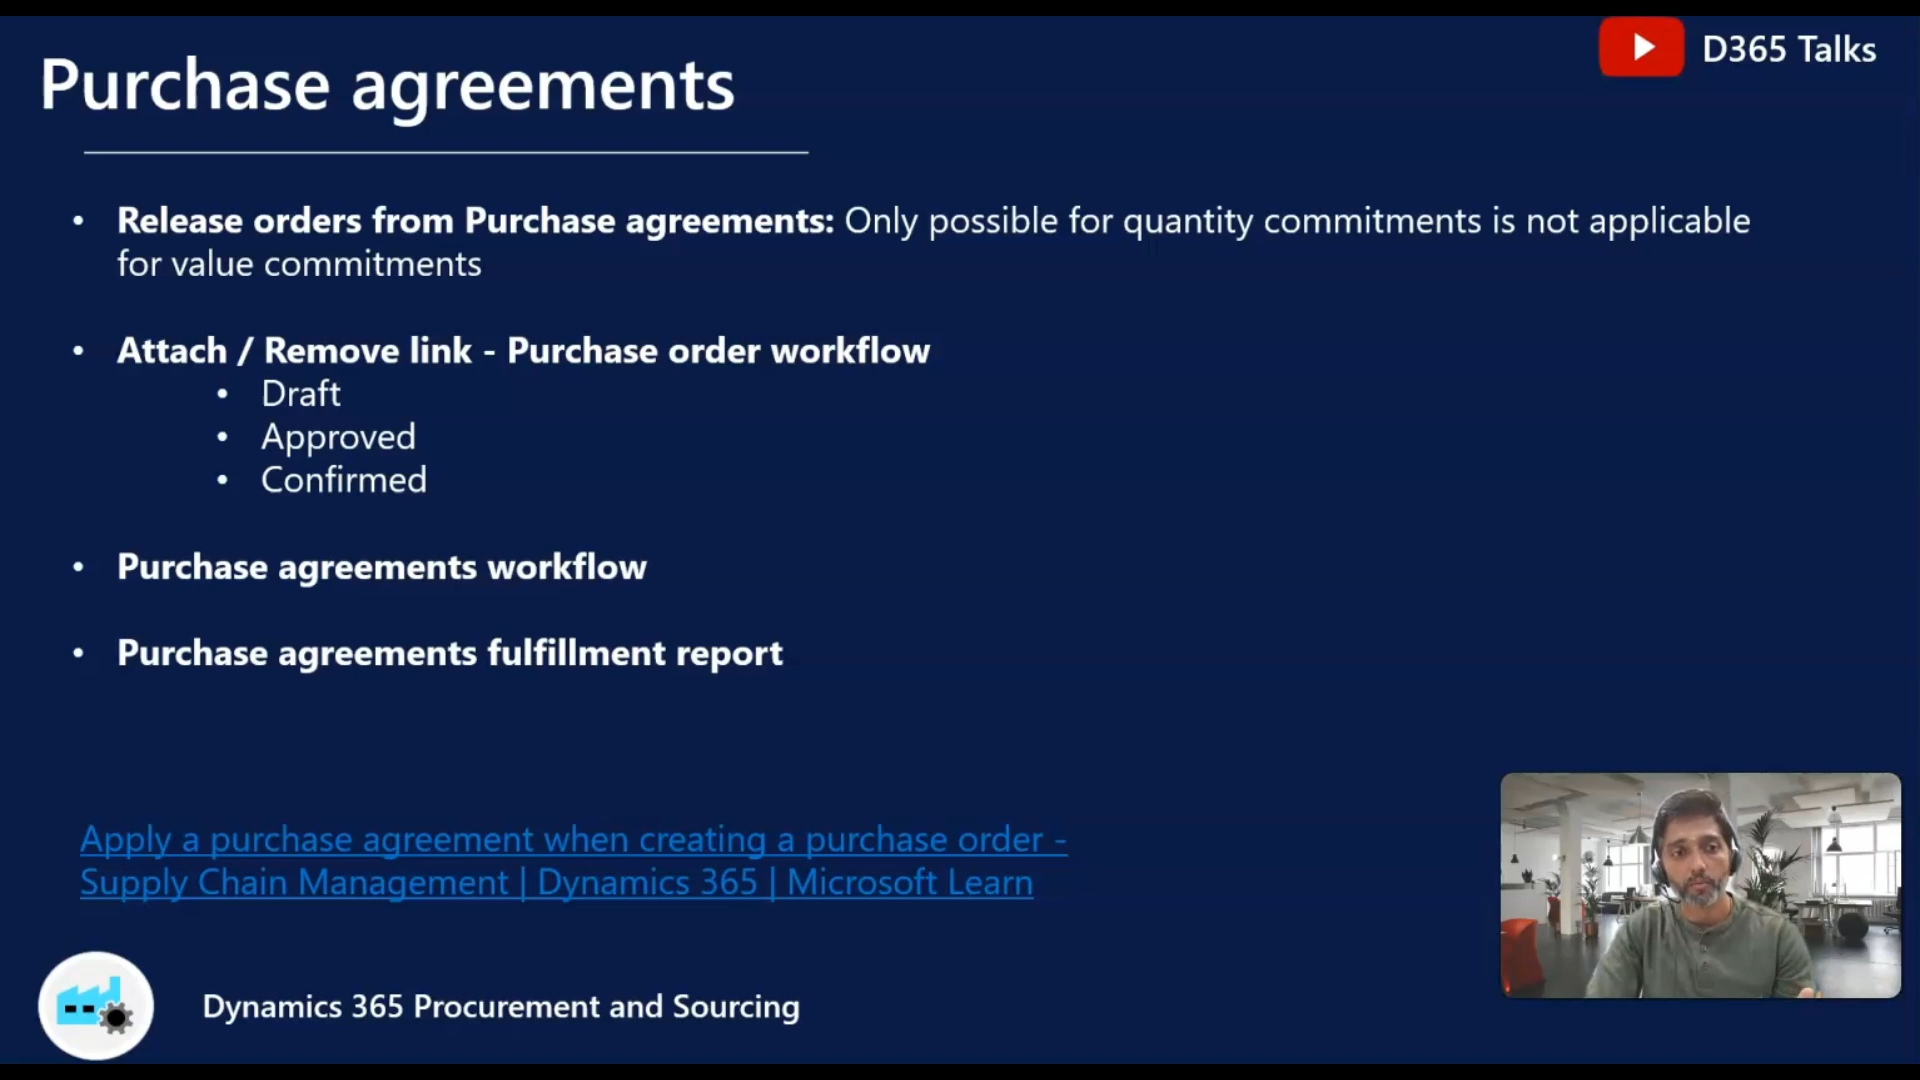 D365 Talks
Purchase agreements
• Release orders from Purchase agreements: Only possible for quantity commitments is not applicable
for value commitments
• Attach / Remove link - Purchase order workflow
• Draft
• Approved
• Confirmed
• Purchase agreements workflow
• Purchase agreements fulfillment report
Apply a purchase agreement when creating a purchase order -
Supply Chain Management | Dynamics 365 | Microsoft Learn
Dynamics 365 Procurement and Sourcing